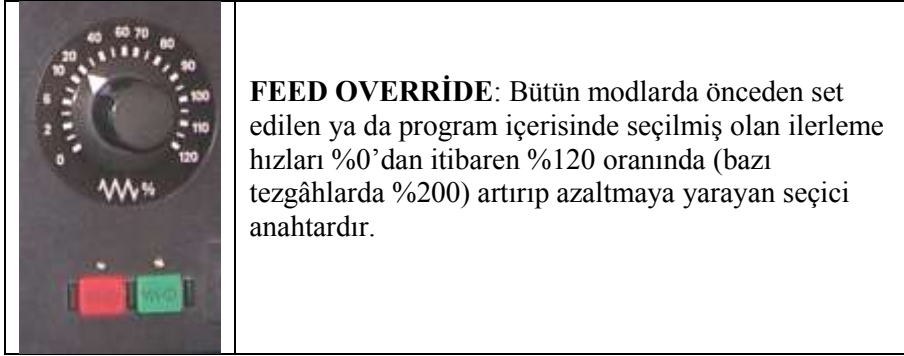 40 60 70
20 80
10 90
6 100
2 110
0 120
%
FEED OVERRİDE: Bütün modlarda önceden set
edilen ya da program içerisinde seçilmiş olan ilerleme
hızları %0’dan itibaren %120 oranında (bazı
tezgâhlarda %200) artırıp azaltmaya yarayan seçici
anahtardır.